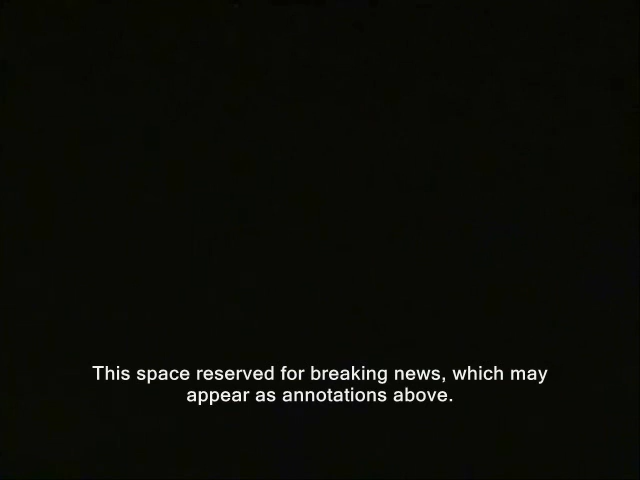 This space reserved for breaking news, which may
appear as annotations above.